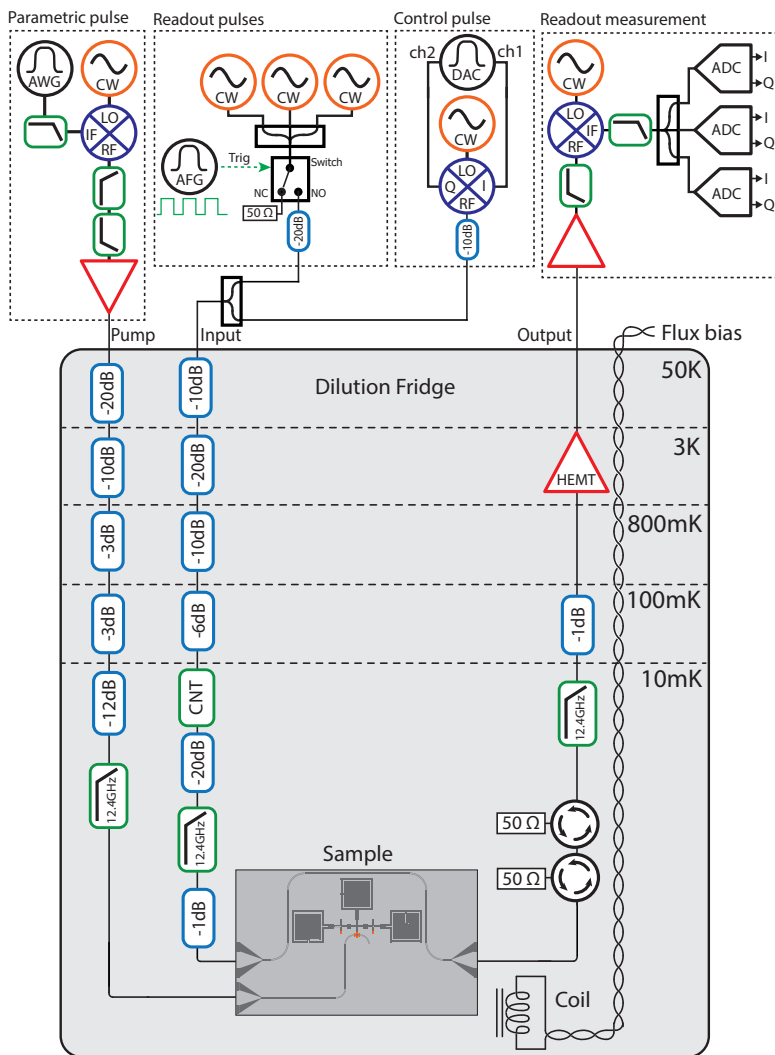 Parametric pulse
AWG
CW
LO
IF
RF
Readout pulses
CW
CW
CW
AFG
Trig
Switch
NC
NO
50 Ω
-20dB
Control pulse
ch2
ch1
DAC
CW
LO
Q
I
RF
-10dB
Readout measurement
CW
LO
IF
RF
ADC
I
Q
ADC
I
Q
ADC
I
Q
Pump
Input
Output
Flux bias
Dilution Fridge
50K
-20dB
-10dB
3K
-10dB
-20dB
HEMT
800mK
-3dB
-10dB
100mK
-3dB
-6dB
-1dB
10mK
-12dB
CNT
12.4GHz
-20dB
12.4GHz
12.4GHz
-1dB
50 Ω
50 Ω
Sample
Coil